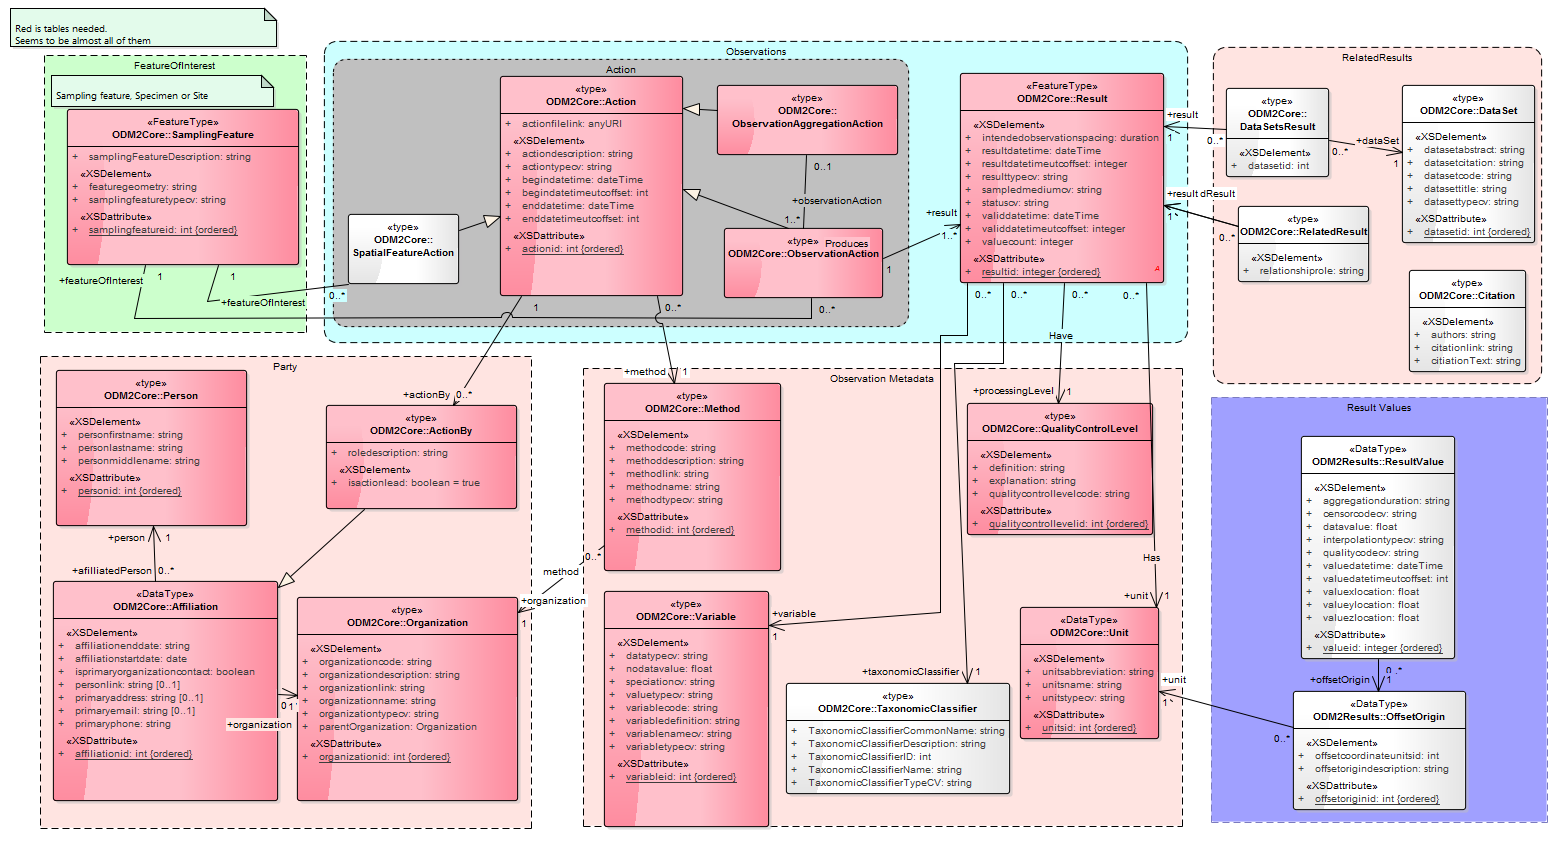 Red is tables needed.
Seems to be almost all of them
FeatureOfInterest
Sampling feature, Specimen or Site
«FeatureType»
ODM2Core::SamplingFeature
+ samplingFeatureDescription: string
«XSDelement»
+ featuregeometry: string
+ samplingfeaturetypecv: string
«XSDattribute»
+ samplingfeatureid: int {ordered}
+featureOfInterest
1
1
+featureOfInterest
0..*
Observations
Action
«type»
ODM2Core::Action
+ actionfilelink: anyURI
«XSDelement»
+ actiondescription: string
+ actiontypecv: string
+ begindatetime: dateTime
+ begindatetimeutcoffset: int
+ enddatetime: dateTime
+ enddatetimeutcoffset: int
«XSDattribute»
+ actionid: int {ordered}
«type»
ODM2Core::
ObservationAggregationAction
0..1
+observationAction
1..*
«type»
ODM2Core::
SpatialFeatureAction
«type»
ODM2Core::ObservationAction
Produces
1
+result
1..*
0..*
1
0..*
«FeatureType»
ODM2Core::Result
«XSDelement»
+ intendedobservationspacing: duration
+ resultdatetime: dateTime
+ resultdatetimeutcoffset: integer
+ resulttypecv: string
+ sampledmediumcv: string
+ statuscv: string
+ validdatetime: dateTime
+ validdatetimeutcoffset: integer
+ valuecount: integer
«XSDattribute»
+ resultid: integer {ordered}
A
0..*
0..*
0..*
0..*
RelatedResults
«type»
ODM2Core::
DataSetsResult
«XSDelement»
+ datasetid: int
+result
1
0..*
+dataSet
0..*
1
«type»
ODM2Core::DataSet
«XSDelement»
+ datasetabstract: string
+ datasetcitation: string
+ datasetcode: string
+ datasettitle: string
+ datasettypecv: string
«XSDattribute»
+ datasetid: int {ordered}
+result dResult
1
0..*
«type»
ODM2Core::RelatedResult
«XSDelement»
+ relationshiprole: string
«type»
ODM2Core::Citation
«XSDelement»
+ authors: string
+ citationlink: string
+ citiationText: string
Party
«type»
ODM2Core::Person
«XSDelement»
+ personfirstname: string
+ personlastname: string
+ personmiddlename: string
«XSDattribute»
+ personid: int {ordered}
+person
1
+afilliatedPerson
0..*
+actionBy
0..*
«type»
ODM2Core::ActionBy
+ roledescription: string
«XSDelement»
+ isactionlead: boolean = true
«DataType»
ODM2Core::Affiliation
«XSDelement»
+ affiliationenddate: string
+ affiliationstartdate: date
+ isprimaryorganizationcontact: boolean
+ personlink: string [0..1]
+ primaryaddress: string [0..1]
+ primaryemail: string [0..1]
+ primaryphone: string
«XSDattribute»
+ affiliationid: int {ordered}
+organization
«type»
ODM2Core::Organization
«XSDelement»
+ organizationcode: string
+ organizationdescription: string
+ organizationlink: string
+ organizationname: string
+ organizationtypecv: string
+ parentOrganization: Organization
«XSDattribute»
+ organizationid: int {ordered}
method
0..*
+organization
1
Observation Metadata
+method
1
«type»
ODM2Core::Method
«XSDelement»
+ methodcode: string
+ methoddescription: string
+ methodlink: string
+ methodname: string
+ methodtypecv: string
«XSDattribute»
+ methodid: int {ordered}
Have
+processingLevel
1
«type»
ODM2Core::QualityControlLevel
«XSDelement»
+ definition: string
+ explanation: string
+ qualitycontrollevelcode: string
«XSDattribute»
+ qualitycontrollevelid: int {ordered}
Has
+unit
1
«type»
ODM2Core::Variable
«XSDelement»
+ datatypecv: string
+ nodatavalue: float
+ speciationcv: string
+ valuetypecv: string
+ variablecode: string
+ variabledefinition: string
+ variablenamecv: string
+ variabletypecv: string
«XSDattribute»
+ variableid: int {ordered}
+variable
1
+taxonomicClassifier
1
«type»
ODM2Core::TaxonomicClassifier
+ TaxonomicClassifierCommonName: string
+ TaxonomicClassifierDescription: string
+ TaxonomicClassifierID: int
+ TaxonomicClassifierName: string
+ TaxonomicClassifierTypeCV: string
«DataType»
ODM2Core::Unit
«XSDelement»
+ unitsabbreviation: string
+ unitsname: string
+ unitstypecv: string
«XSDattribute»
+ unitsid: int {ordered}
+unit
1
0..*
Result Values
«DataType»
ODM2Results::ResultValue
«XSDelement»
+ aggregationduration: string
+ censorcodecv: string
+ datavalue: float
+ interpolationtypecv: string
+ qualitycodecv: string
+ valuedatetime: dateTime
+ valuedatetimeutcoffset: int
+ valuexlocation: float
+ valueylocation: float
+ valuezlocation: float
«XSDattribute»
+ valueid: integer {ordered}
0..*
+offsetOrigin
1
«DataType»
ODM2Results::OffsetOrigin
«XSDelement»
+ offsetcoordinateunitsid: int
+ offsetorigindescription: string
«XSDattribute»
+ offsetoriginid: int {ordered}